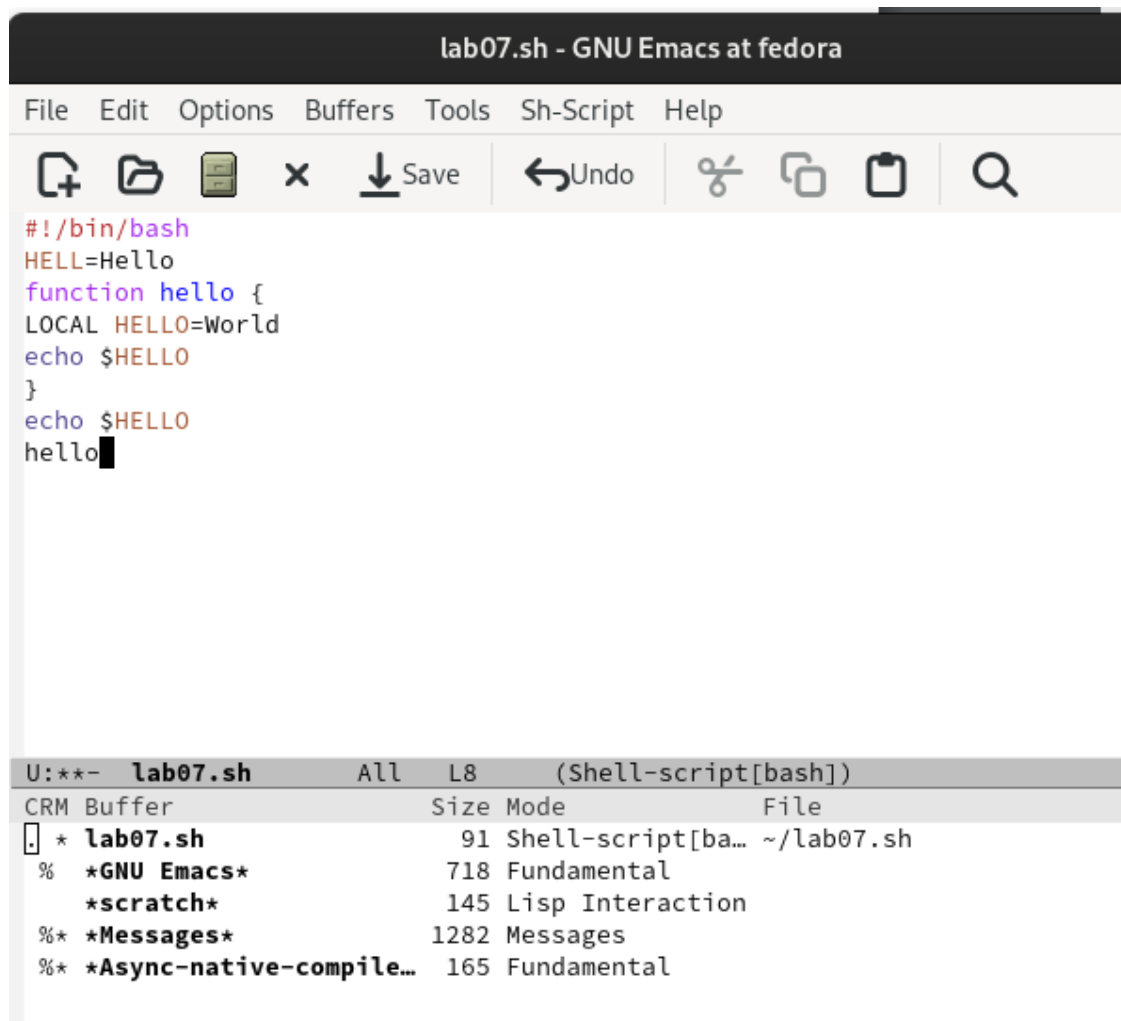 lab07.sh - GNU Emacs at fedora
File Edit Options Buffers Tools Sh-Script Help
Save Undo
#!/bin/bash
HELL=Hello
function hello {
LOCAL HELLO=World
echo $HELLO
}
echo $HELLO
hello
U:**- lab07.sh All L8 (Shell-script[bash])
CRM Buffer Size Mode File
. * lab07.sh 91 Shell-script[ba… ~/lab07.sh
% *GNU Emacs* 718 Fundamental
*scratch* 145 Lisp Interaction
%* *Messages* 1282 Messages
%* *Async-native-compile… 165 Fundamental